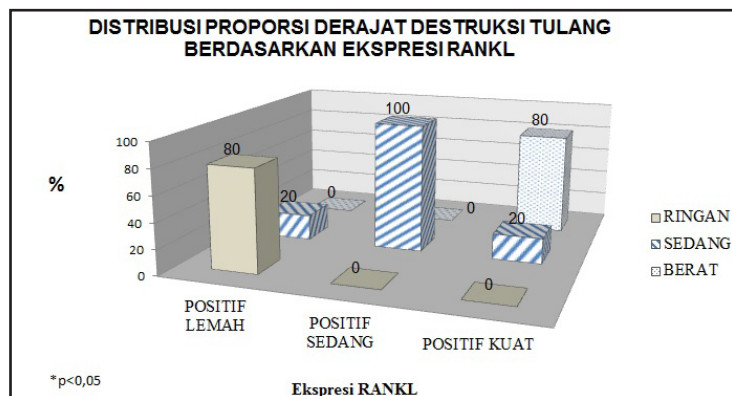 DISTRIBUSI PROPORSI DERAJAT DESTRUKSI TULANG
BERDASARKAN EKSPRESI RANKL
%
100
80
60
40
20
0
80
20
0
0
100
0
0
20
80
POSITIF
LEMAH
POSITIF
SEDANG
POSITIF KUAT
RINGAN
SEDANG
BERAT
*p<0,05
Ekspresi RANKL